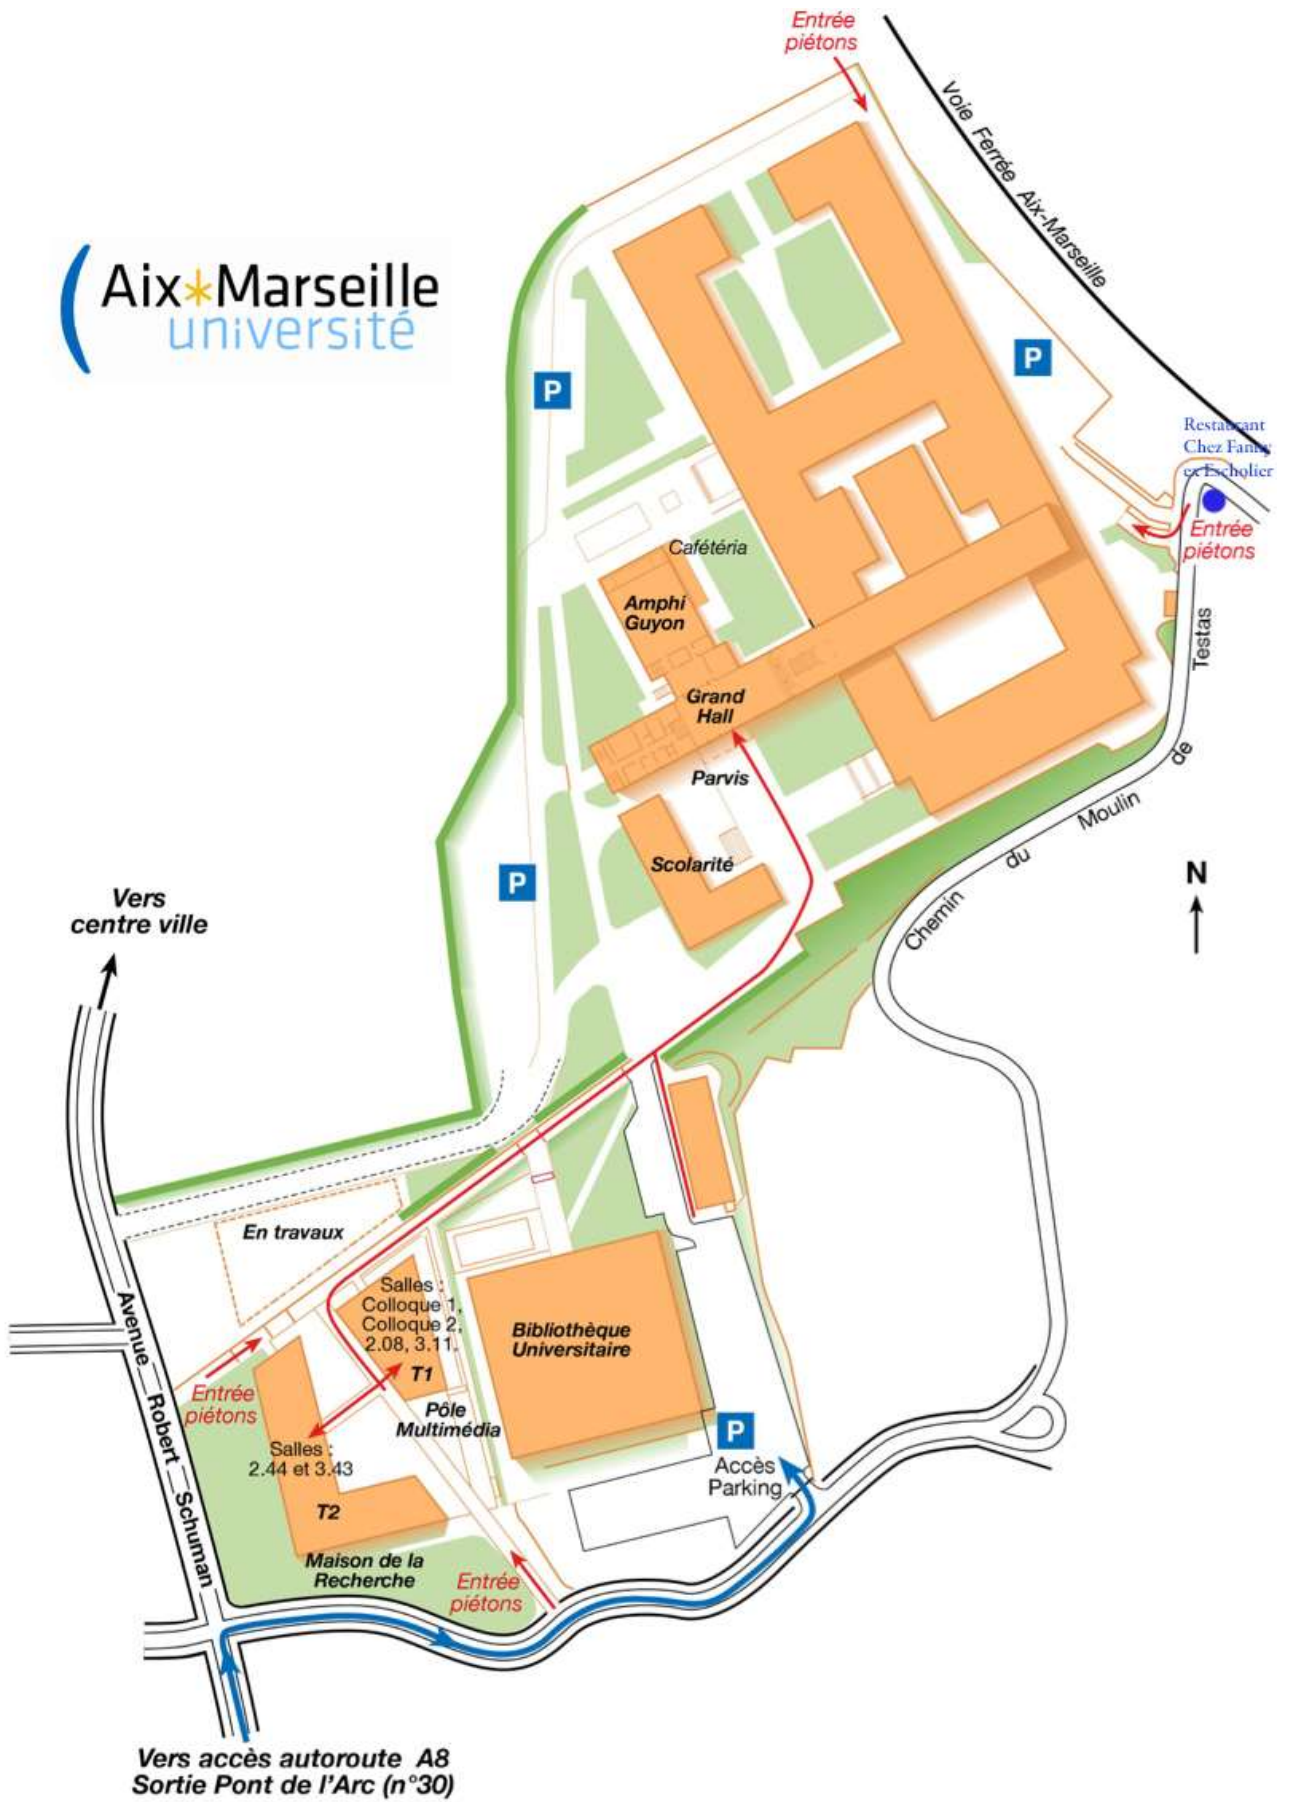 Entrée
piétons
Voie Ferrée Aix-Marseille
Aix*Marseille
université
P
P
Restaurant
Chez Fanny
ex Escholier
Entrée
piétons
Cafétéria
Amphi
Guyon
Testas
Grand
Hall
de
Parvis
Moulin
du
Scolarité
P
N
Chemin
Vers
centre ville
En travaux
Salles :
Colloque 1,
Colloque 2,
2.08, 3.11,
T1
Bibliothèque
Universitaire
Avenue Robert Schuman
Entrée
piétons
Pôle
Multimédia
P
Accès
Parking
Salles :
2.44 et 3.43
T2
Maison de la
Recherche
Entrée
piétons
Vers accès autoroute A8
Sortie Pont de l'Arc (n°30)